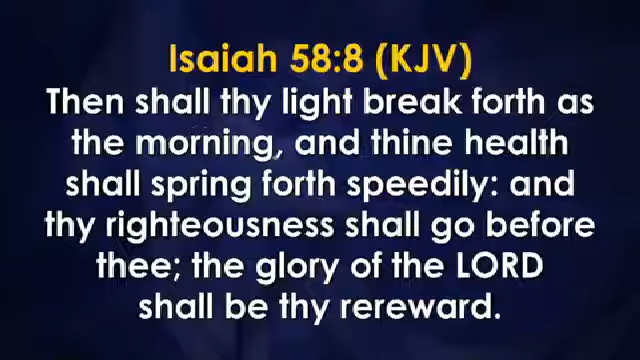 Isaiah 58:8 (KJV)
Then shall thy light break forth as
the morning, and thine health
shall spring forth speedily: and
thy righteousness shall go before
thee; the glory of the LORD
shall be thy rereward.